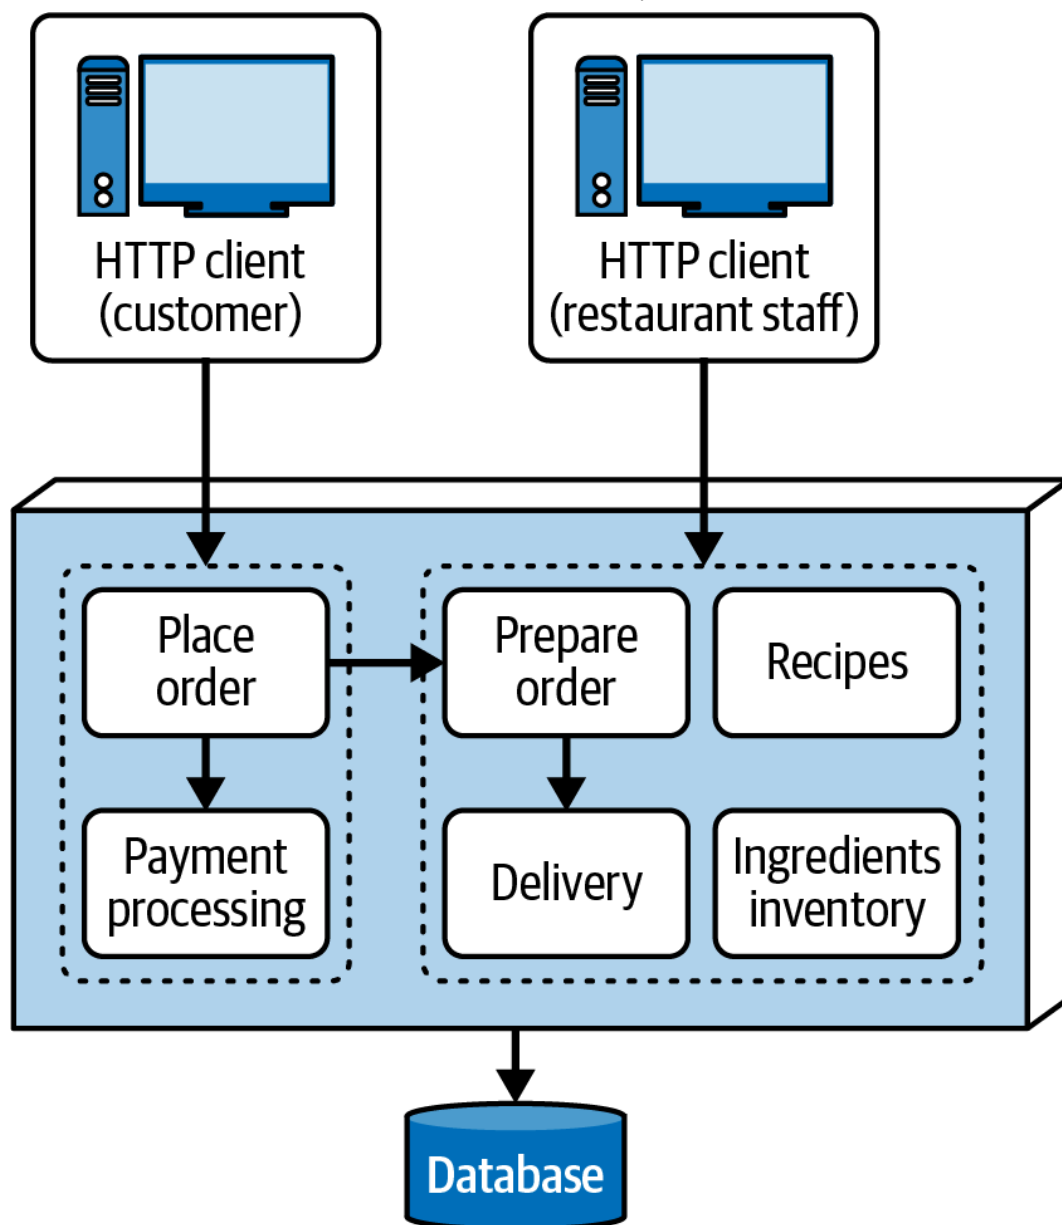 HTTP client
(customer)
HTTP client
(restaurant staff)
Place
order
Prepare
order
Recipes
Payment
processing
Delivery
Ingredients
inventory
Database